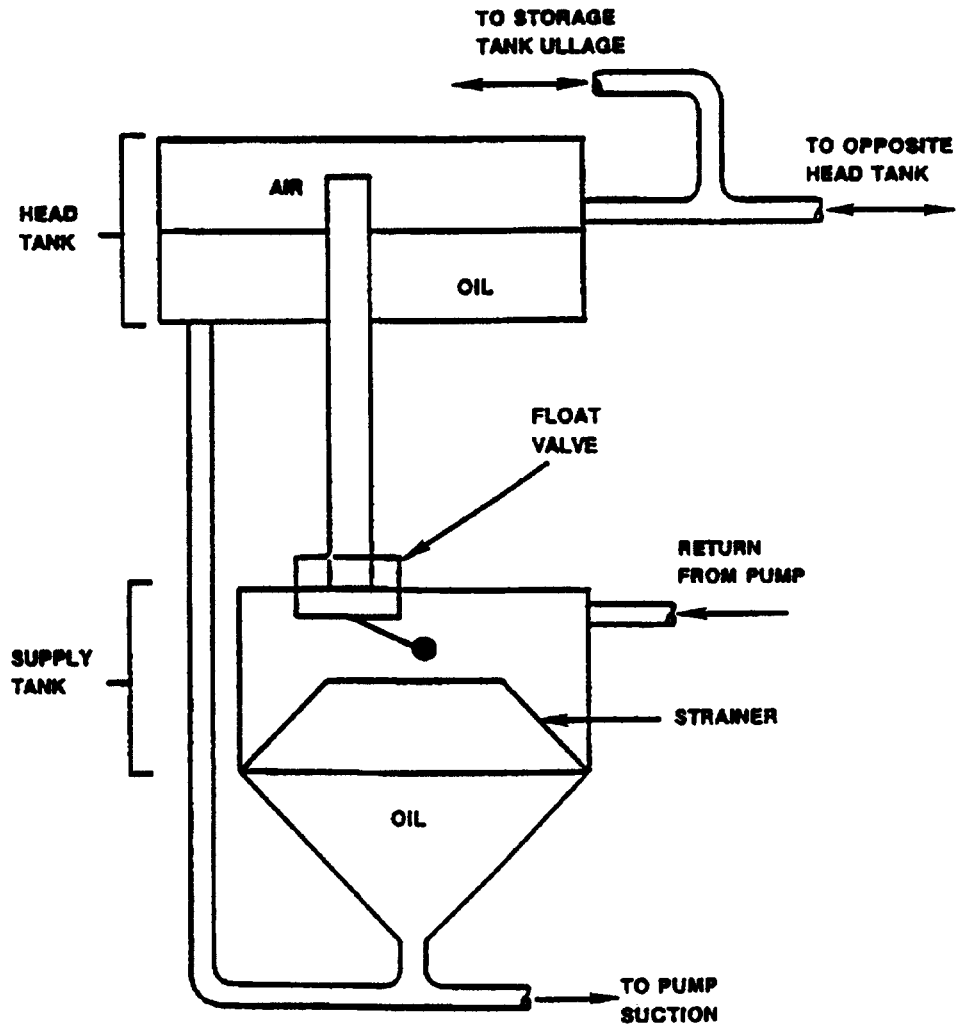 TO STORAGE
TANK ULLAGE
TO OPPOSITE
HEAD TANK
AIR
HEAD
TANK
OIL
FLOAT
VALVE
RETURN
FROM PUMP
SUPPLY
TANK
STRAINER
OIL
TO PUMP
SUCTION